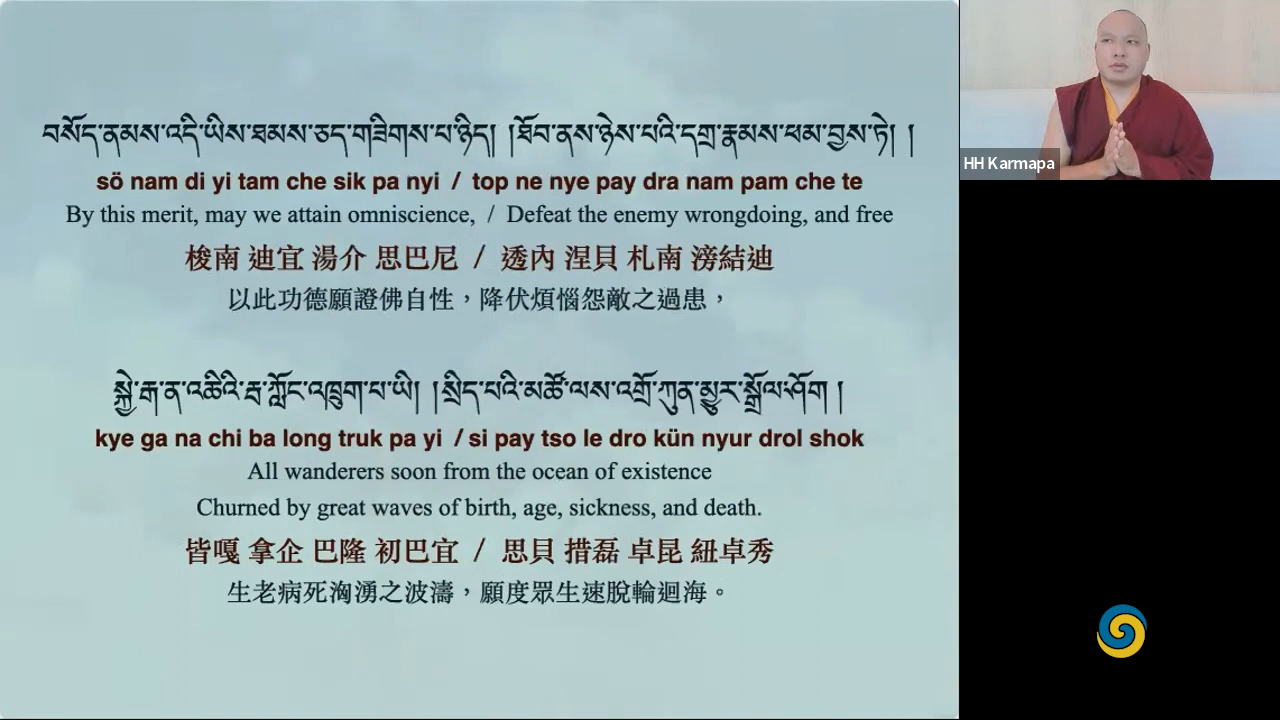 བསོད་ནམས་འདི་ཡིས་ཐམས་ཅད་གཟིགས་པ་ཉིད། །ཐོབ་ནས་ཉེས་པའི་དགྲ་རྣམས་ཕམ་བྱས་ཏེ། །
sö nam di yi tam che sik pa nyi / top ne nye pay dra nam pam che te
By this merit, may we attain omniscience, / Defeat the enemy wrongdoing, and free
梭南 迪宜 湯介 思巴尼 / 透內 涅貝 札南 滂結迪
以此功德願證佛自性，降伏煩惱怨敵之過患，
སྐྱེ་རྒ་ན་འཆིའི་རྦ་ཀློང་འཁྲུག་པ་ཡི། །སྲིད་པའི་མཚོ་ལས་འགྲོ་ཀུན་མྱུར་སྒྲོལ་ཤོག །
kye ga na chi ba long truk pa yi / si pay tso le dro kün nyur drol shok
All wanderers soon from the ocean of existence
Churned by great waves of birth, age, sickness, and death.
皆嘎 拿企 巴隆 初巴宜 / 思貝 措磊 卓昆 紐卓秀
生老病死洶湧之波濤，願度眾生速脫輪迴海。
HH Karmapa